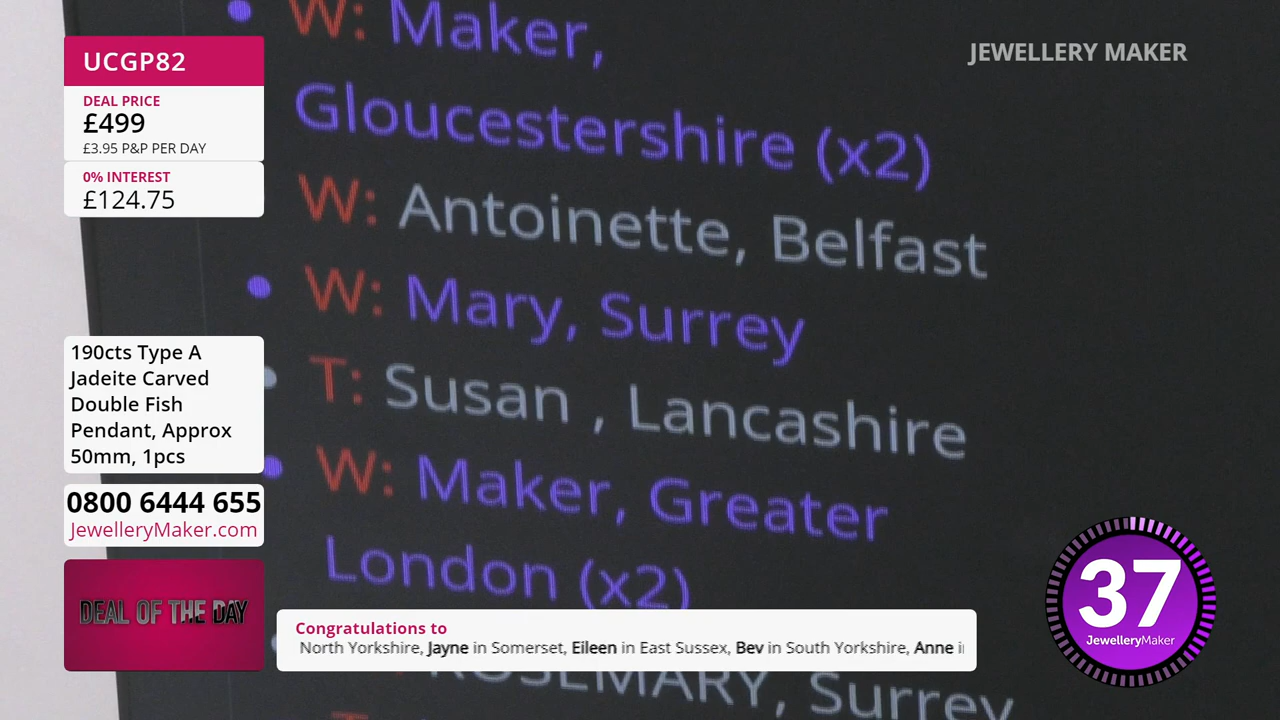 UCGP82
DEAL PRICE
£499
£3.95 P&P PER DAY
0% INTEREST
£124.75
190cts Type A
Jadeite Carved
Double Fish
Pendant, Approx
50mm, 1pcs
0800 6444 655
JewelleryMaker.com
DEAL OF THE DAY
JEWELLERY MAKER
W: Maker,
Gloucestershire (x2)
W: Antoinette, Belfast
W: Mary, Surrey
T: Susan , Lancashire
W: Maker, Greater
London (x2)
ROSEMARY, Surrey
Congratulations to
North Yorkshire, Jayne in Somerset, Eileen in East Sussex, Bev in South Yorkshire, Anne i
37
JewelleryMaker